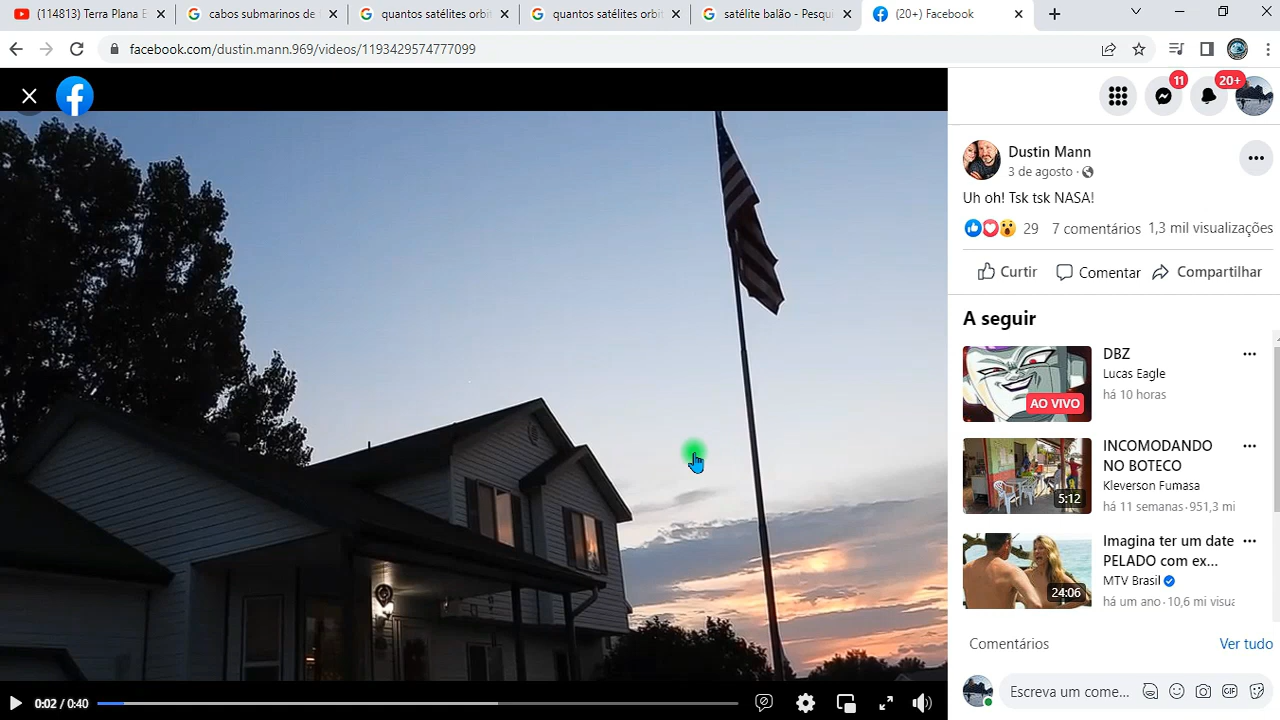 (114813) Terra Plana E
cabos submarinos de
quantos satélites orbit
quantos satélites orbit
satélite balão - Pesqui
(20+) Facebook
facebook.com/dustin.mann.969/videos/1193429574777099
11
20+
Dustin Mann
3 de agosto ·
Uh oh! Tsk tsk NASA!
29 7 comentários 1,3 mil visualizações
Curtir Comentar Compartilhar
A seguir
DBZ
Lucas Eagle
há 10 horas
AO VIVO
INCOMODANDO
NO BOTECO
Kleverson Fumasa
há 11 semanas · 951,3 mi
5:12
Imagina ter um date
PELADO com ex...
MTV Brasil
há um ano · 10,6 mi visua
24:06
Comentários Ver tudo
Escreva um come...
GIF
0:02 / 0:40